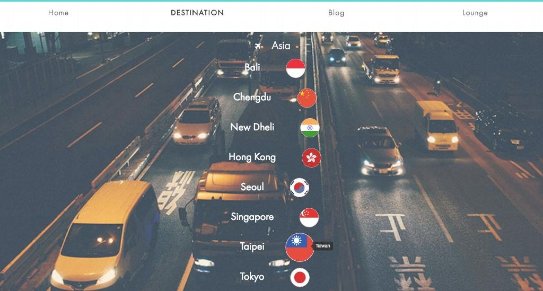 Home DESTINATION Blog Lounge
Asia
Bali
Chengdu
New Dheli
Hong Kong
Seoul
Singapore
Taipei
Taiwan
Tokyo